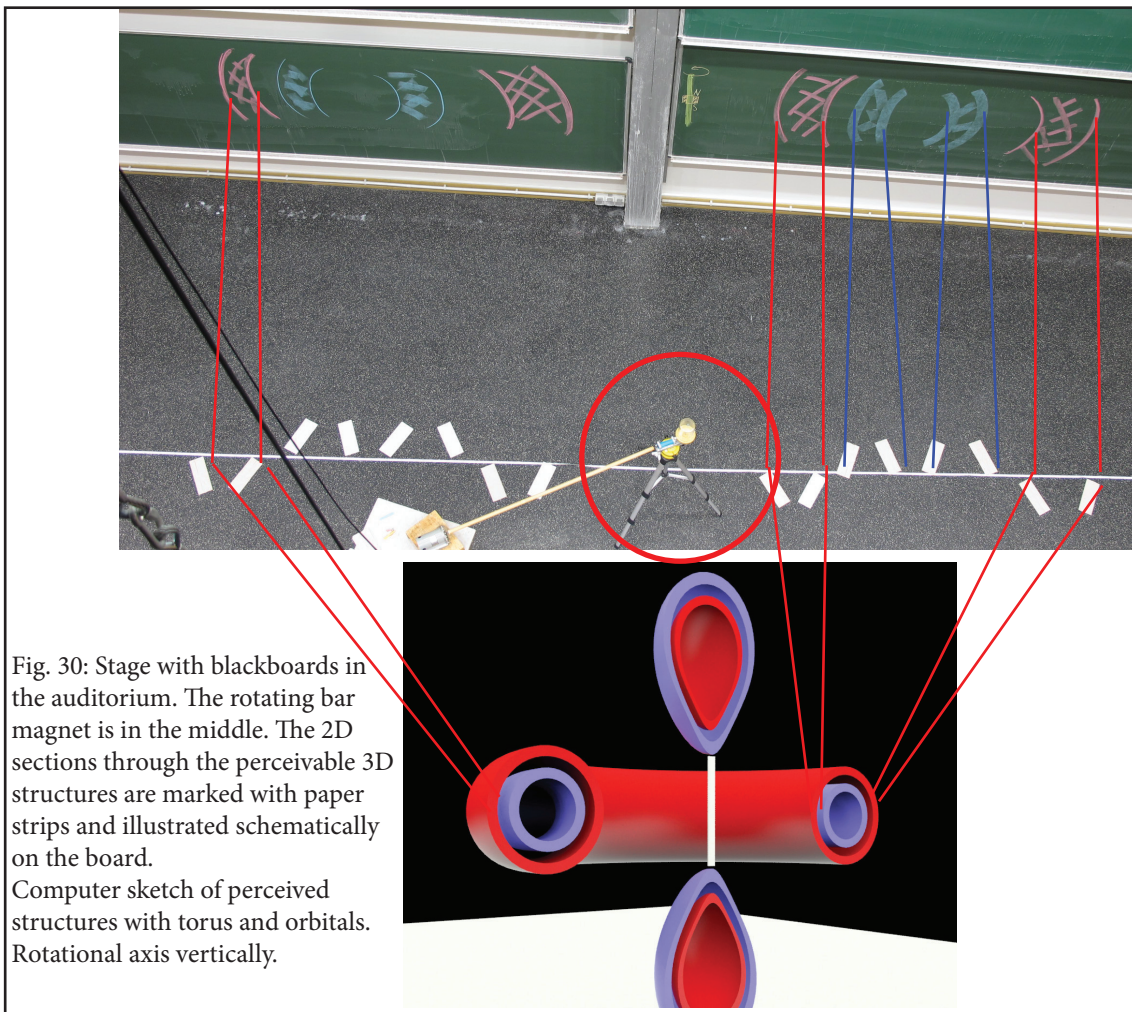 Fig. 30: Stage with blackboards in
the auditorium. The rotating bar
magnet is in the middle. The 2D
sections through the perceivable 3D
structures are marked with paper
strips and illustrated schematically
on the board.
Computer sketch of perceived
structures with torus and orbitals.
Rotational axis vertically.